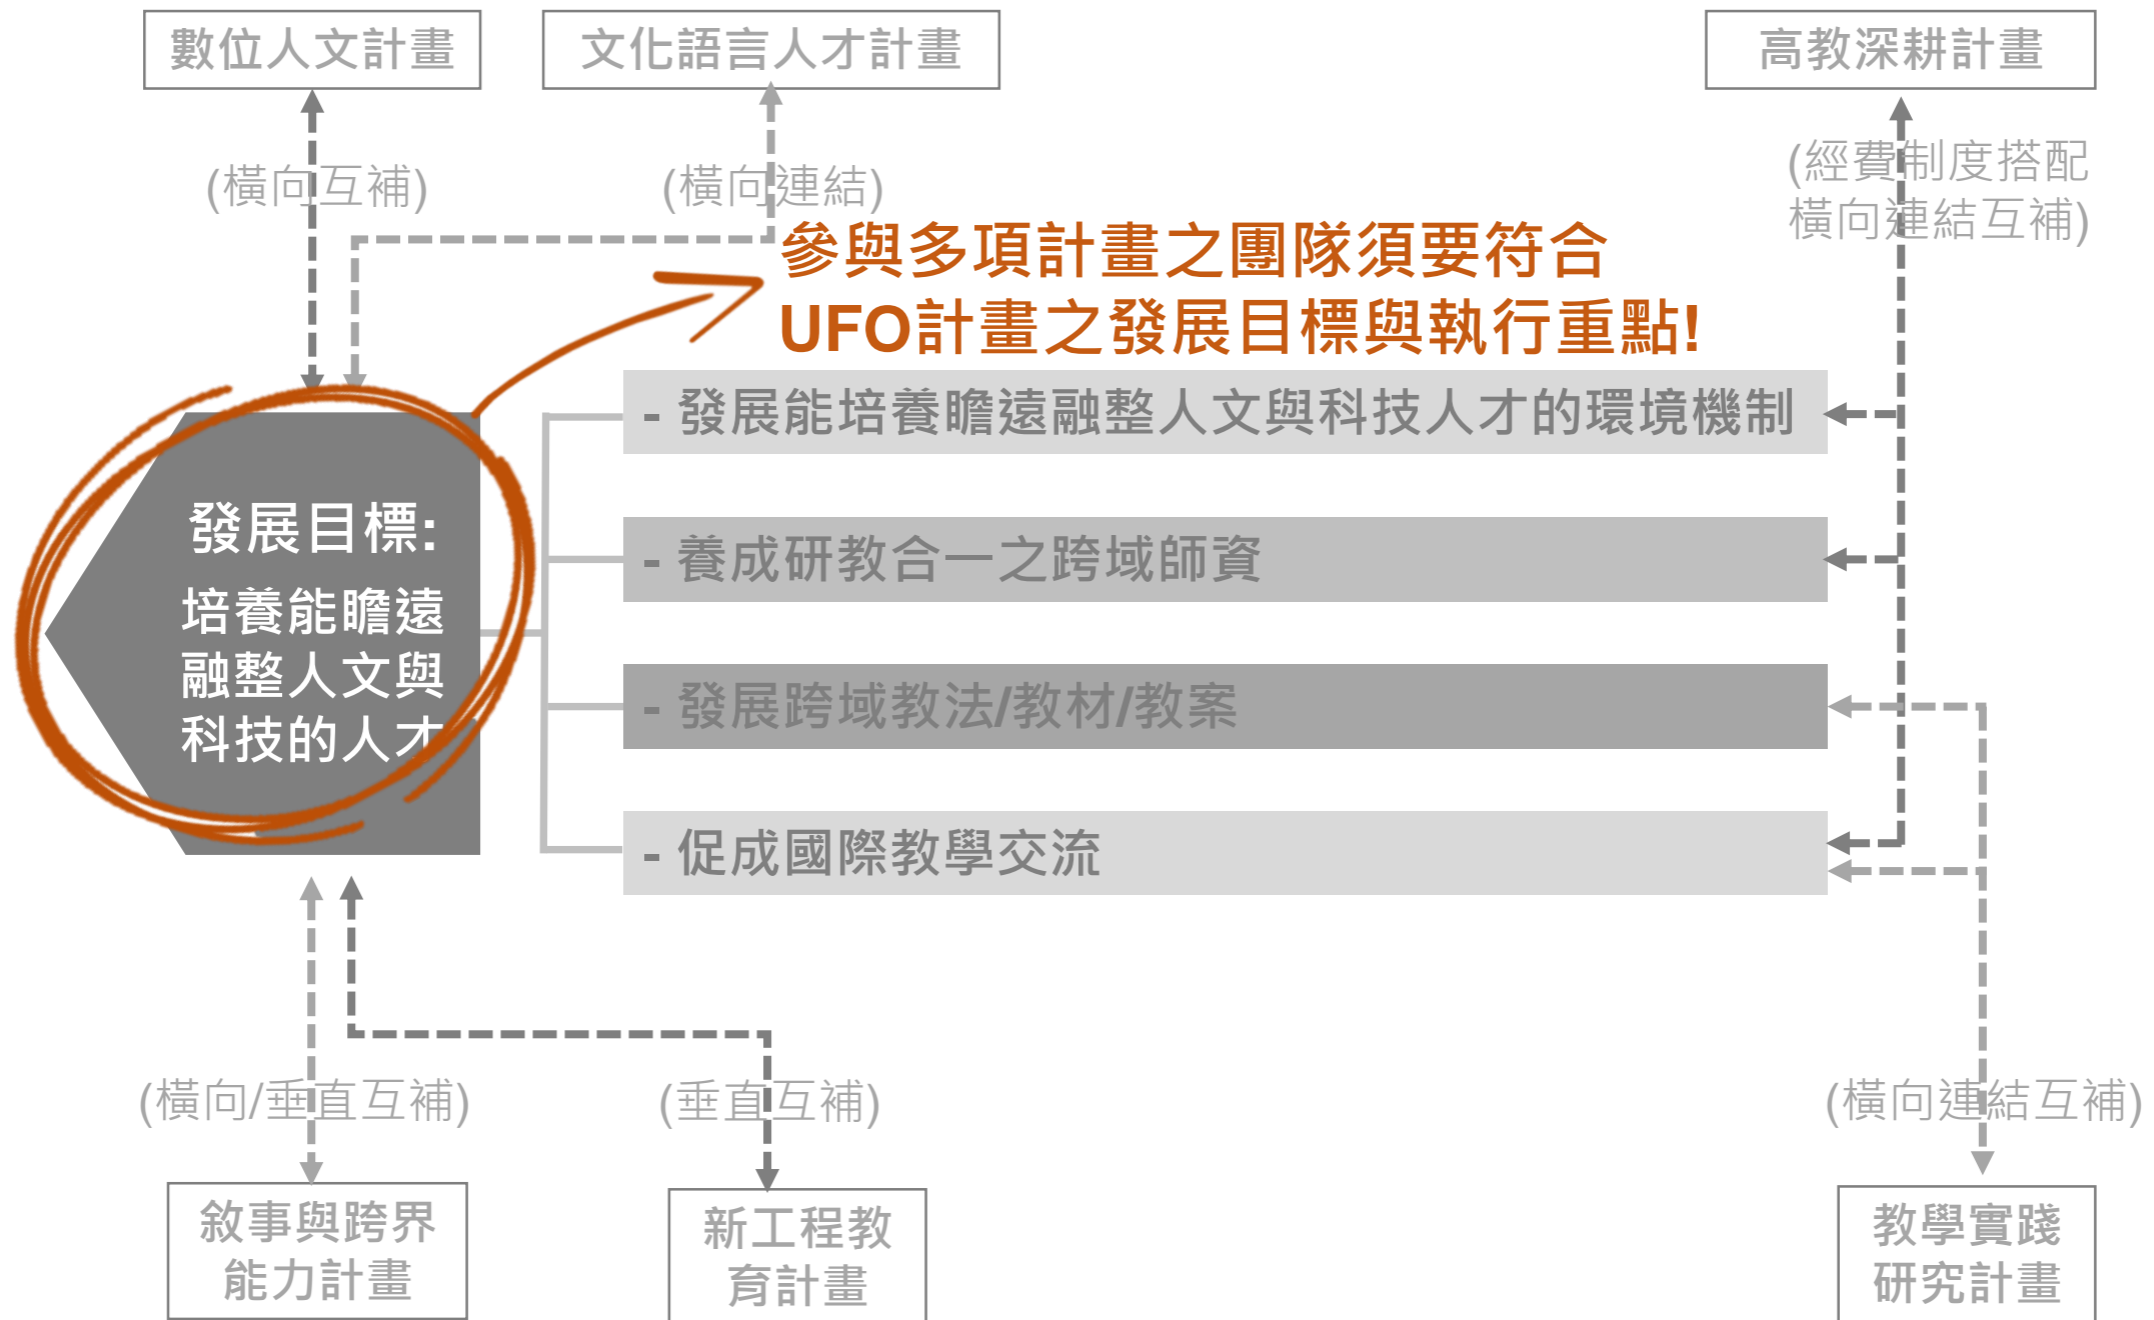 數位人文計畫
文化語言人才計畫
高教深耕計畫
(橫向互補)
(橫向連結)
(經費制度搭配
橫向連結互補)
參與多項計畫之團隊須要符合
UFO計畫之發展目標與執行重點!
發展目標:
培養能瞻遠
融整人文與
科技的人才
- 發展能培養瞻遠融整人文與科技人才的環境機制
- 養成研教合一之跨域師資
- 發展跨域教法/教材/教案
- 促成國際教學交流
(橫向/垂直互補)
(垂直互補)
(橫向連結互補)
敘事與跨界
能力計畫
新工程教
育計畫
教學實踐
研究計畫